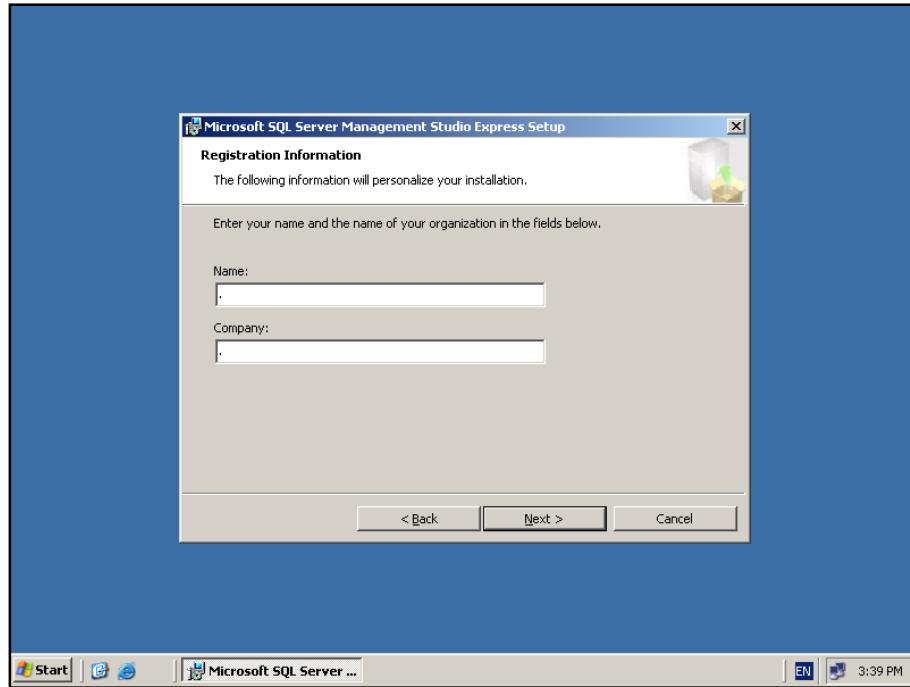 Microsoft SQL Server Management Studio Express Setup
Registration Information
The following information will personalize your installation.
Enter your name and the name of your organization in the fields below.
Name:
.
Company:
.
< Back Next > Cancel
Start Microsoft SQL Server ... EN 3:39 PM